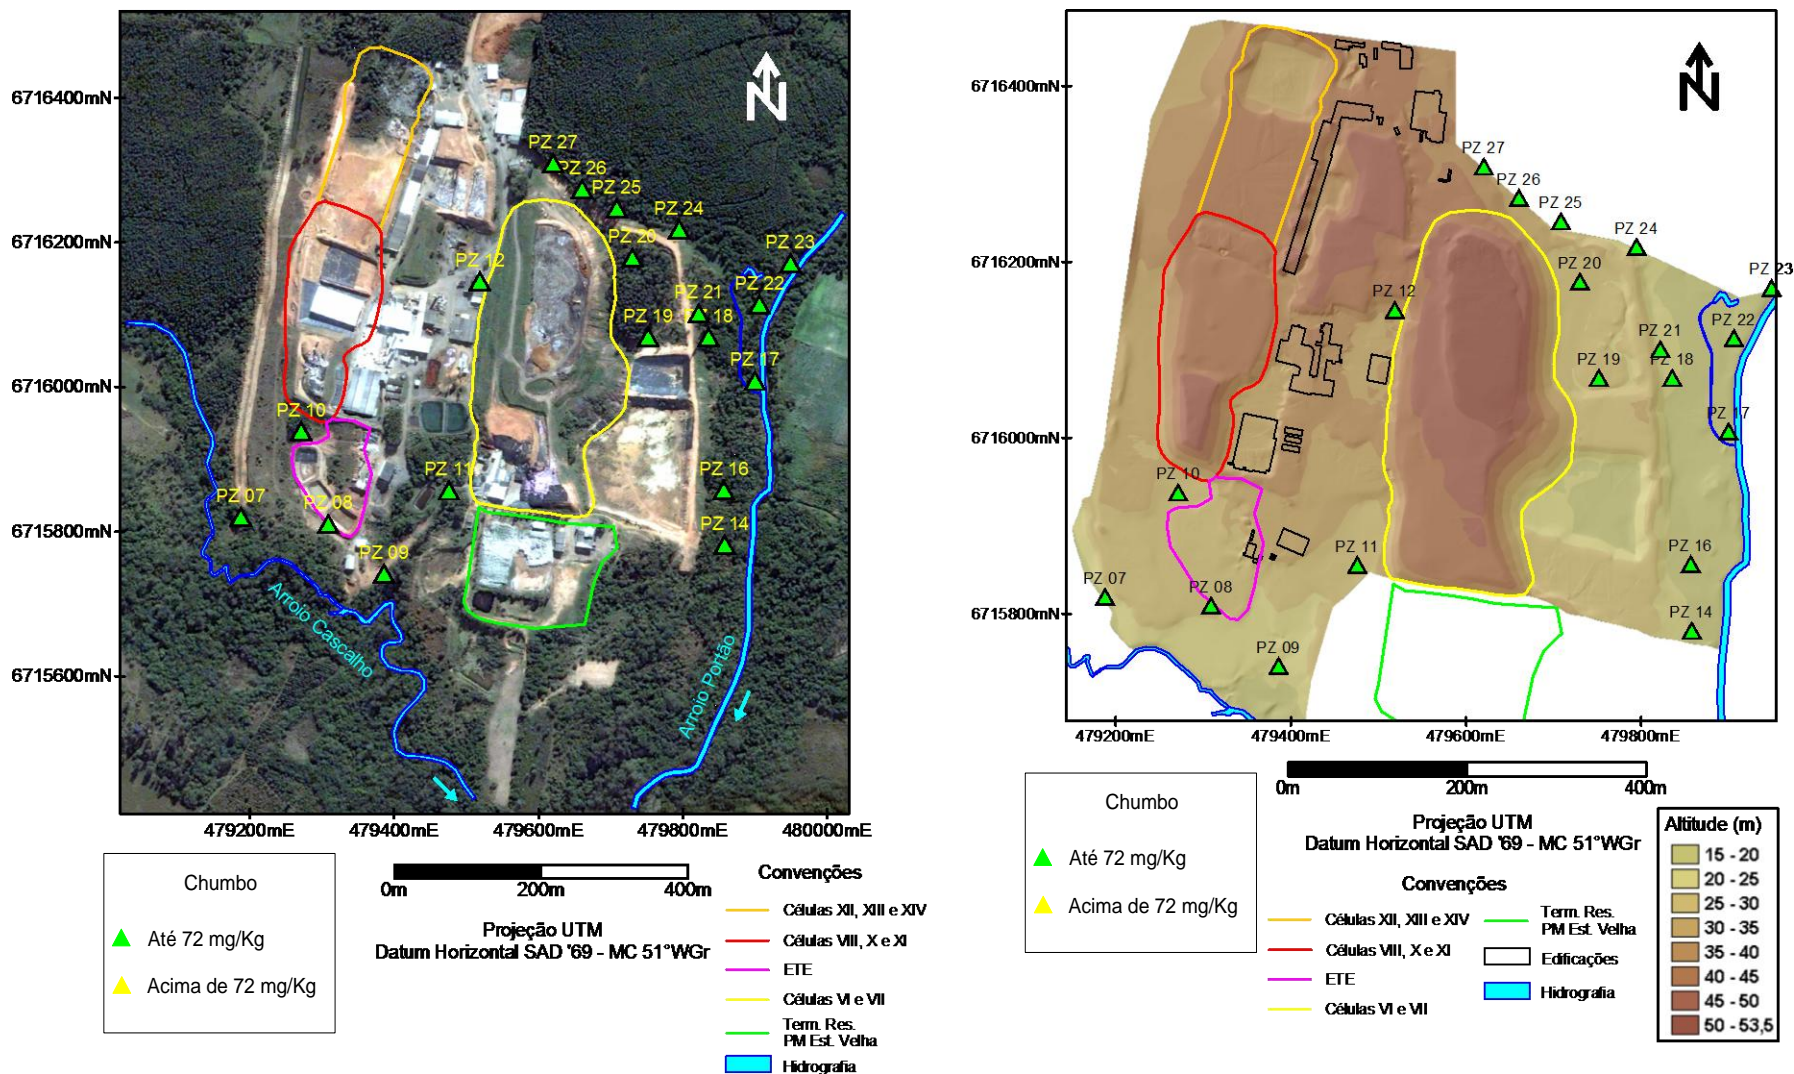 N
6716400mN
6716200mN
6716000mN
6715800mN
6715600mN
PZ 27
PZ 26
PZ 25
PZ 24
PZ 20
PZ 23
PZ 12
PZ 22
PZ 21
PZ 19
PZ 18
PZ 17
PZ 10
PZ 11
PZ 16
PZ 07
PZ 08
PZ 14
PZ 09
Arroio Cascalho
Arroio Portão
479200mE 479400mE 479600mE 479800mE 480000mE
Chumbo
Até 72 mg/Kg
Acima de 72 mg/Kg
0m 200m 400m
Projeção UTM
Datum Horizontal SAD '69 - MC 51°WGr
Convenções
Células XII, XIII e XIV
Células VIII, X e XI
ETE
Células VI e VII
Term. Res.
PM Est. Velha
Hidrografia
N
6716400mN
6716200mN
6716000mN
6715800mN
PZ 27
PZ 26
PZ 25
PZ 24
PZ 20
PZ 23
PZ 12
PZ 22
PZ 21
PZ 19
PZ 18
PZ 17
PZ 10
PZ 11
PZ 16
PZ 07
PZ 08
PZ 14
PZ 09
479200mE 479400mE 479600mE 479800mE
Chumbo
Até 72 mg/Kg
Acima de 72 mg/Kg
0m 200m 400m
Projeção UTM
Datum Horizontal SAD '69 - MC 51°WGr
Convenções
Células XII, XIII e XIV
Células VIII, X e XI
ETE
Células VI e VII
Term. Res.
PM Est. Velha
Edificações
Hidrografia
Altitude (m)
15 - 20
20 - 25
25 - 30
30 - 35
35 - 40
40 - 45
45 - 50
50 - 53,5